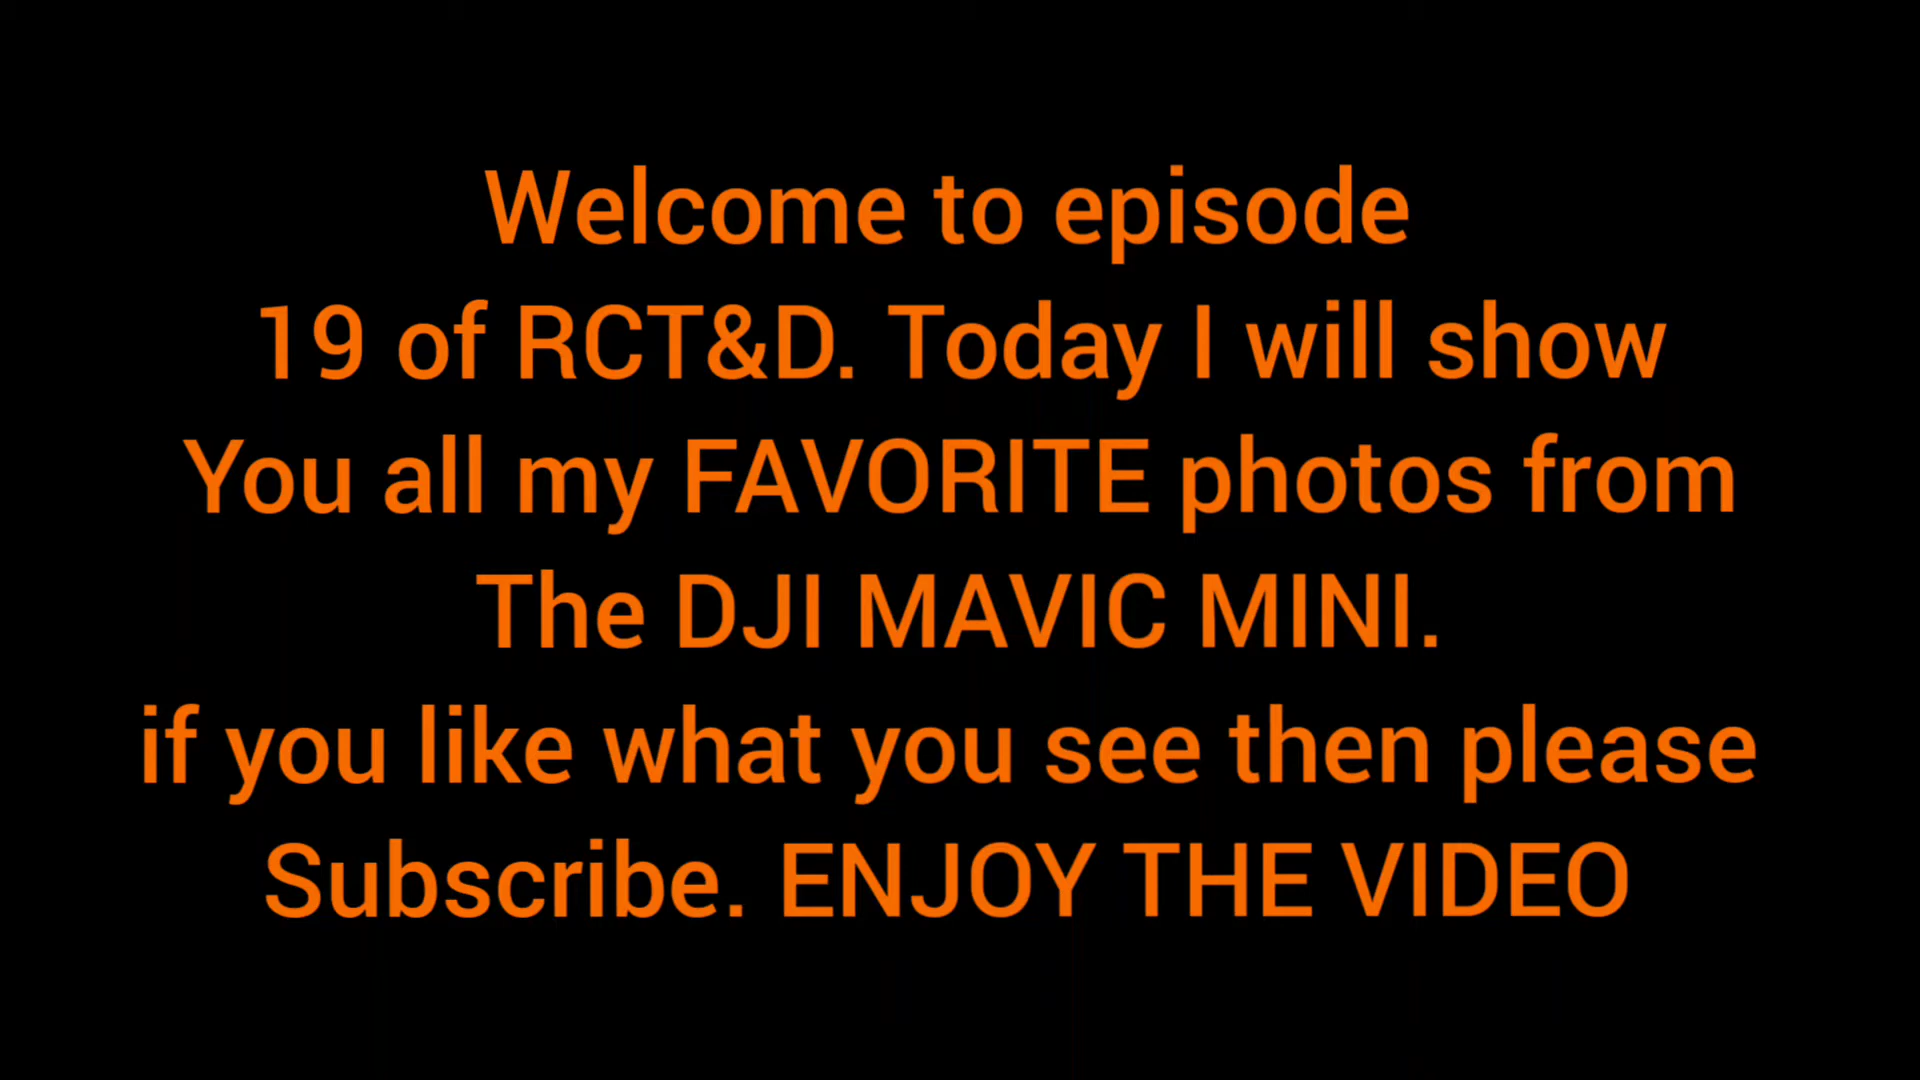 Welcome to episode
19 of RCT&D. Today I will show
You all my FAVORITE photos from
The DJI MAVIC MINI.
if you like what you see then please
Subscribe. ENJOY THE VIDEO